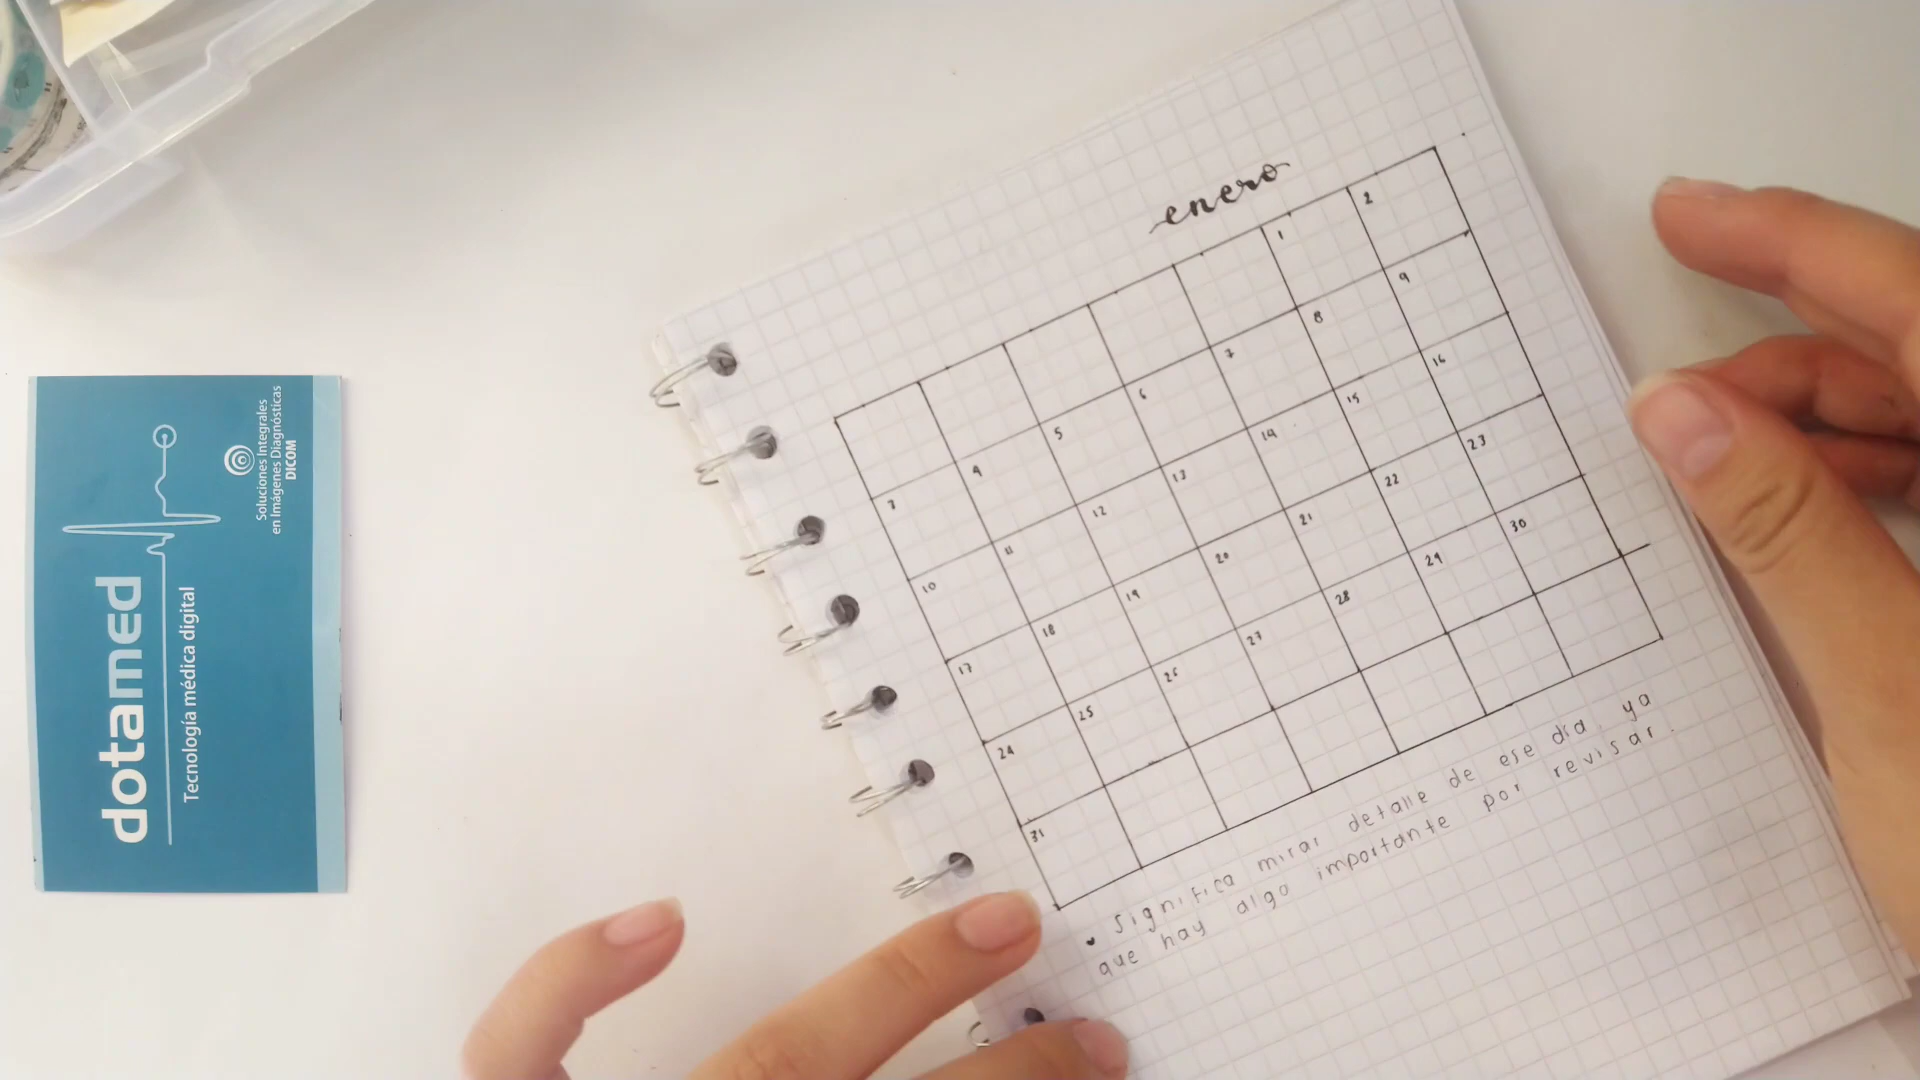 dotamed
Tecnología médica digital
Soluciones Integrales
en Imágenes Diagnósticas
DICOM
enero
1 2
3 4 5 6 7 8 9
10 11 12 13 14 15 16
17 18 19 20 21 22 23
24 25 26 27 28 29 30
31
• significa mirar detalle de ese día, ya
que hay algo importante por revisar.